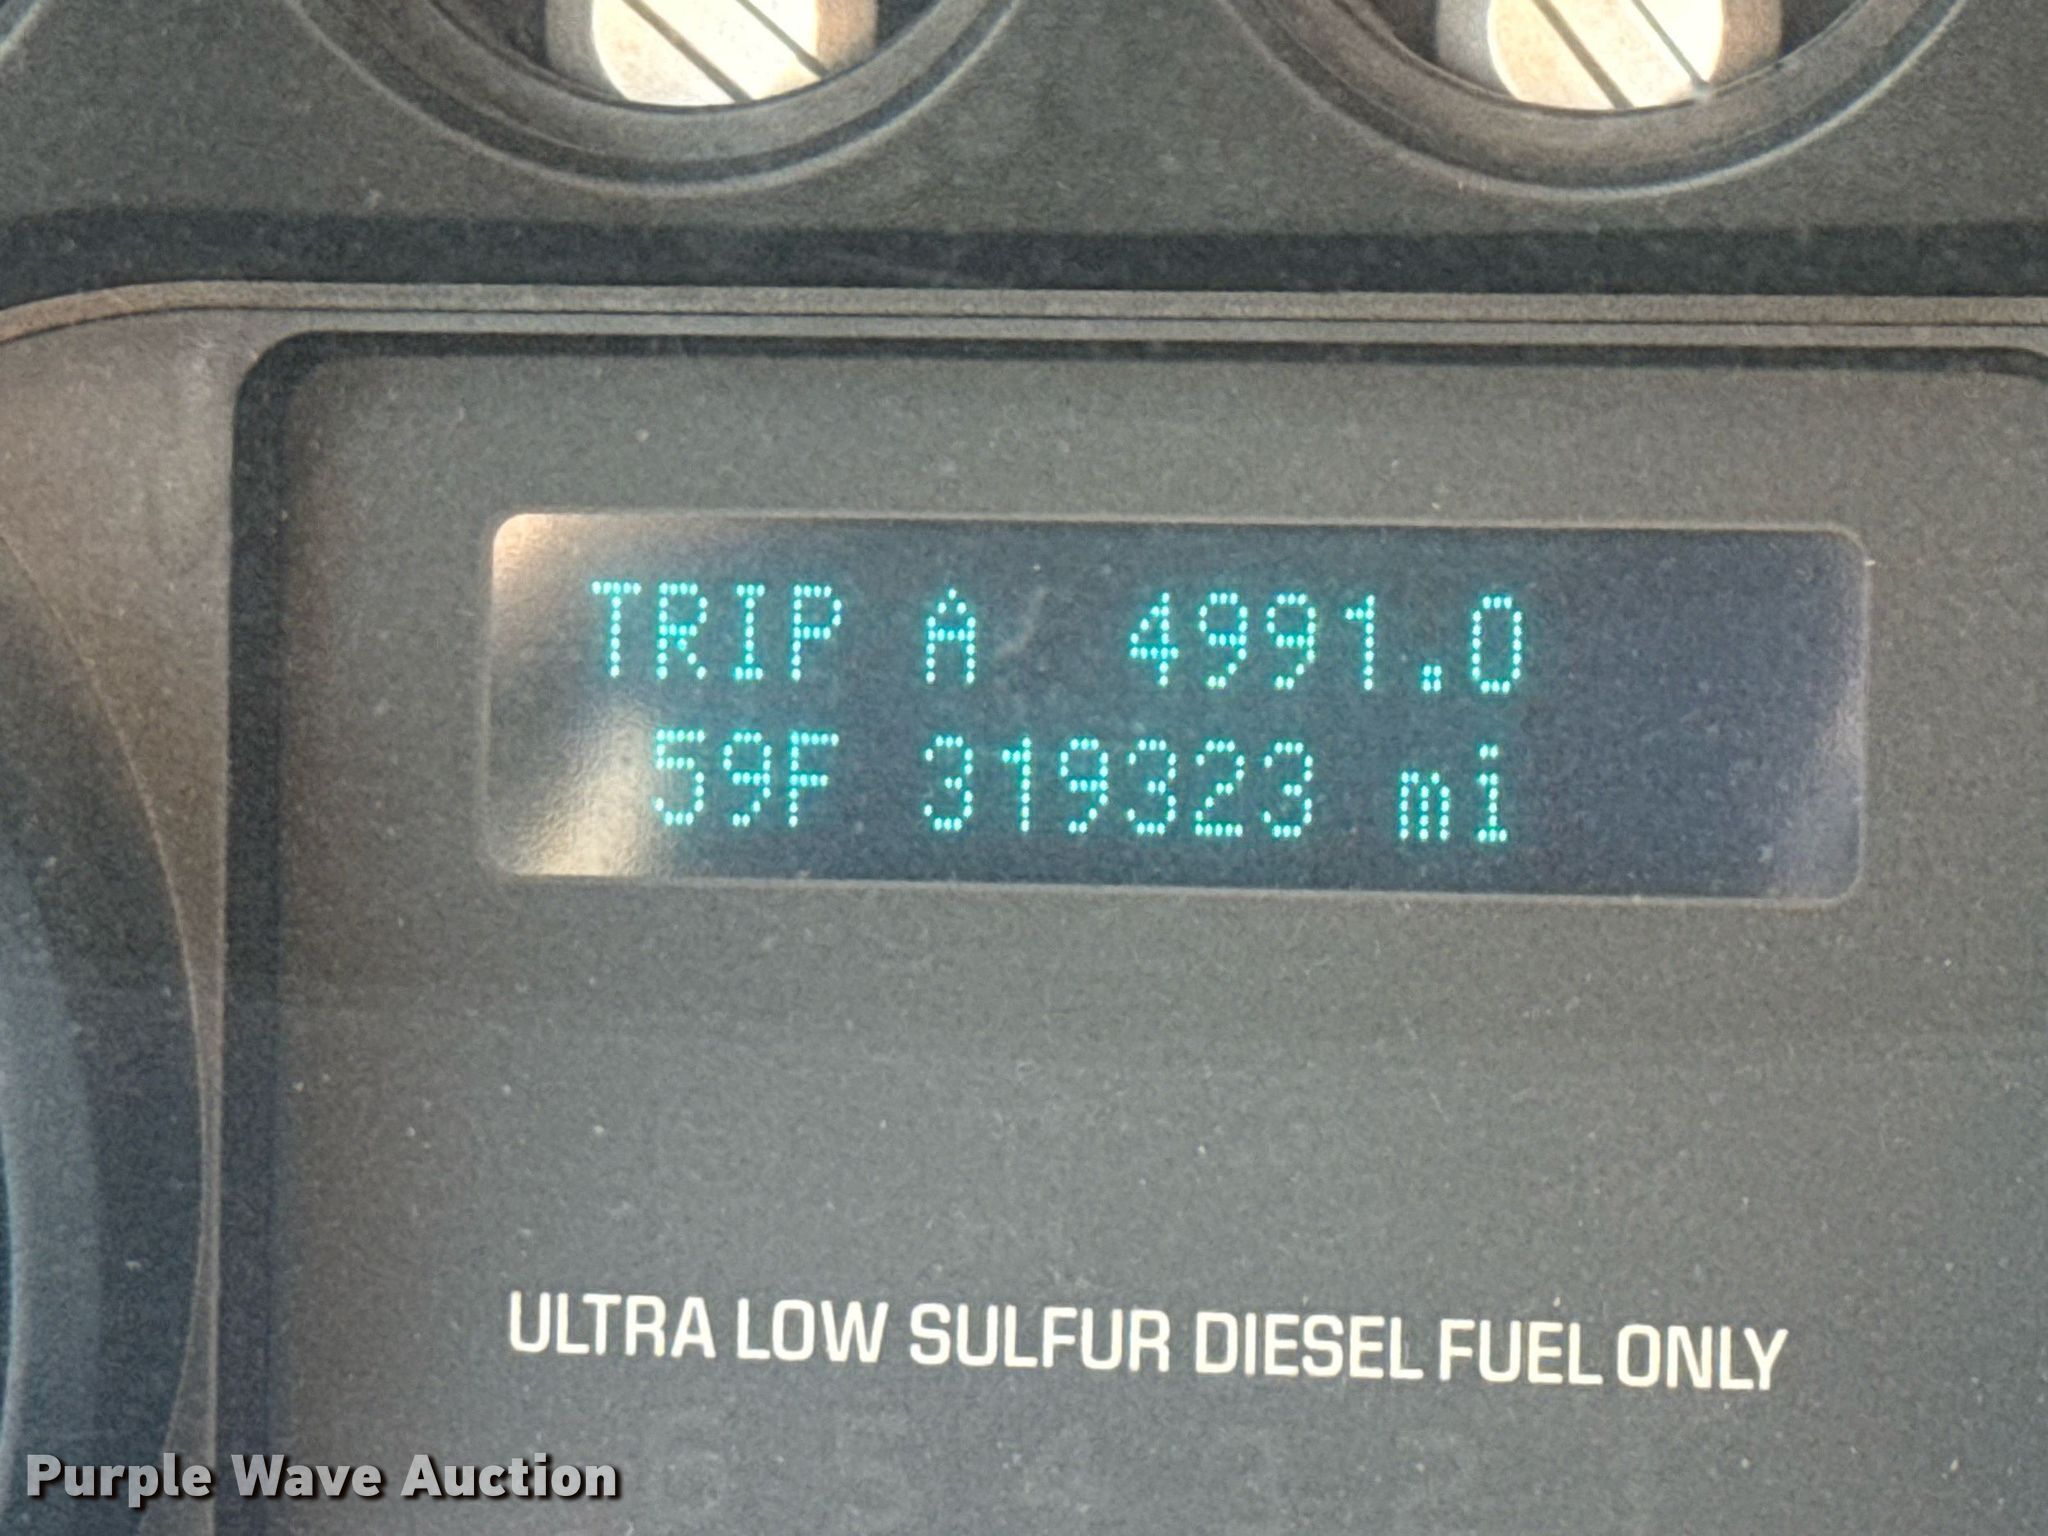 TRIP A 4991.0
59F 319323 mi
ULTRA LOW SULFUR DIESEL FUEL ONLY
Purple Wave Auction